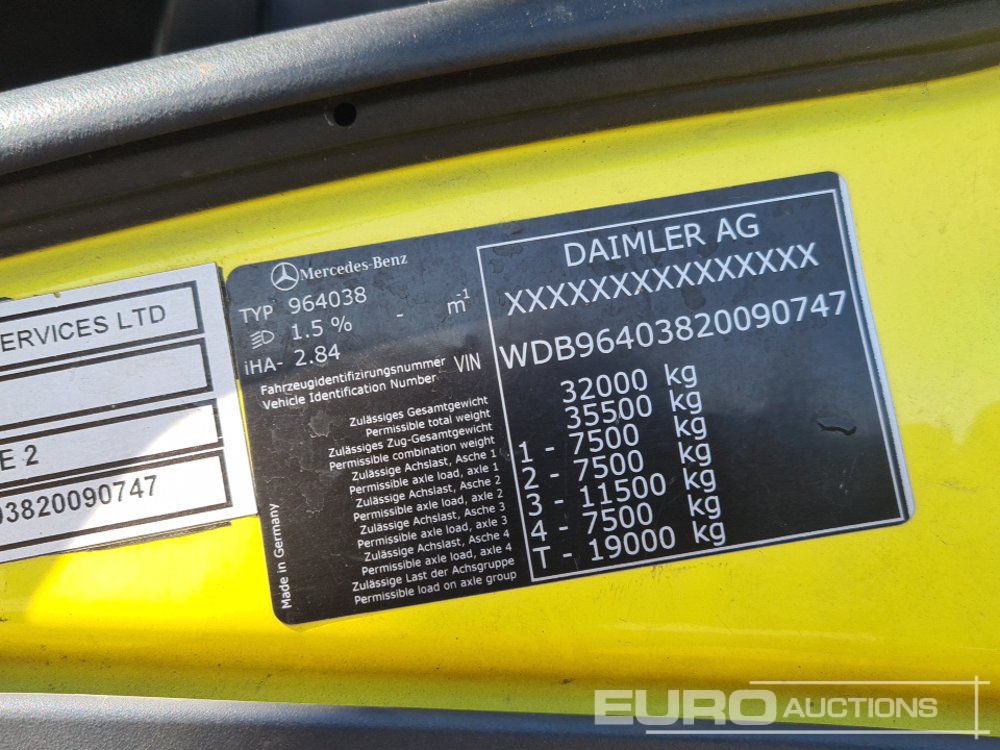 ERVICES LTD
E 2
03820090747
Mercedes-Benz
TYP 964038
1.5 % - m-1
iHA- 2.84
Fahrzeugidentifizirungsnummer
Vehicle Identification Number
VIN
Zulässiges Gesamtgewicht
Permissible total weight
Zulässiges Zug-Gesamtgewicht
Permissible combination weight
Zulässige Achslast, Asche 1
Permissible axle load, axle 1
Zulässige Achslast, Asche 2
Permissible axle load, axle 2
Zulässige Achslast, Asche 3
Permissible axle load, axle 3
Zulässige Achslast, Asche 4
Permissible axle load, axle 4
Zulässige Last der Achsgruppe
Permissible load on axle group
Made in Germany
DAIMLER AG
XXXXXXXXXXXXXXX
WDB96403820090747
32000 kg
35500 kg
1 - 7500 kg
2 - 7500 kg
3 - 11500 kg
4 - 7500 kg
T - 19000 kg
EURO AUCTIONS